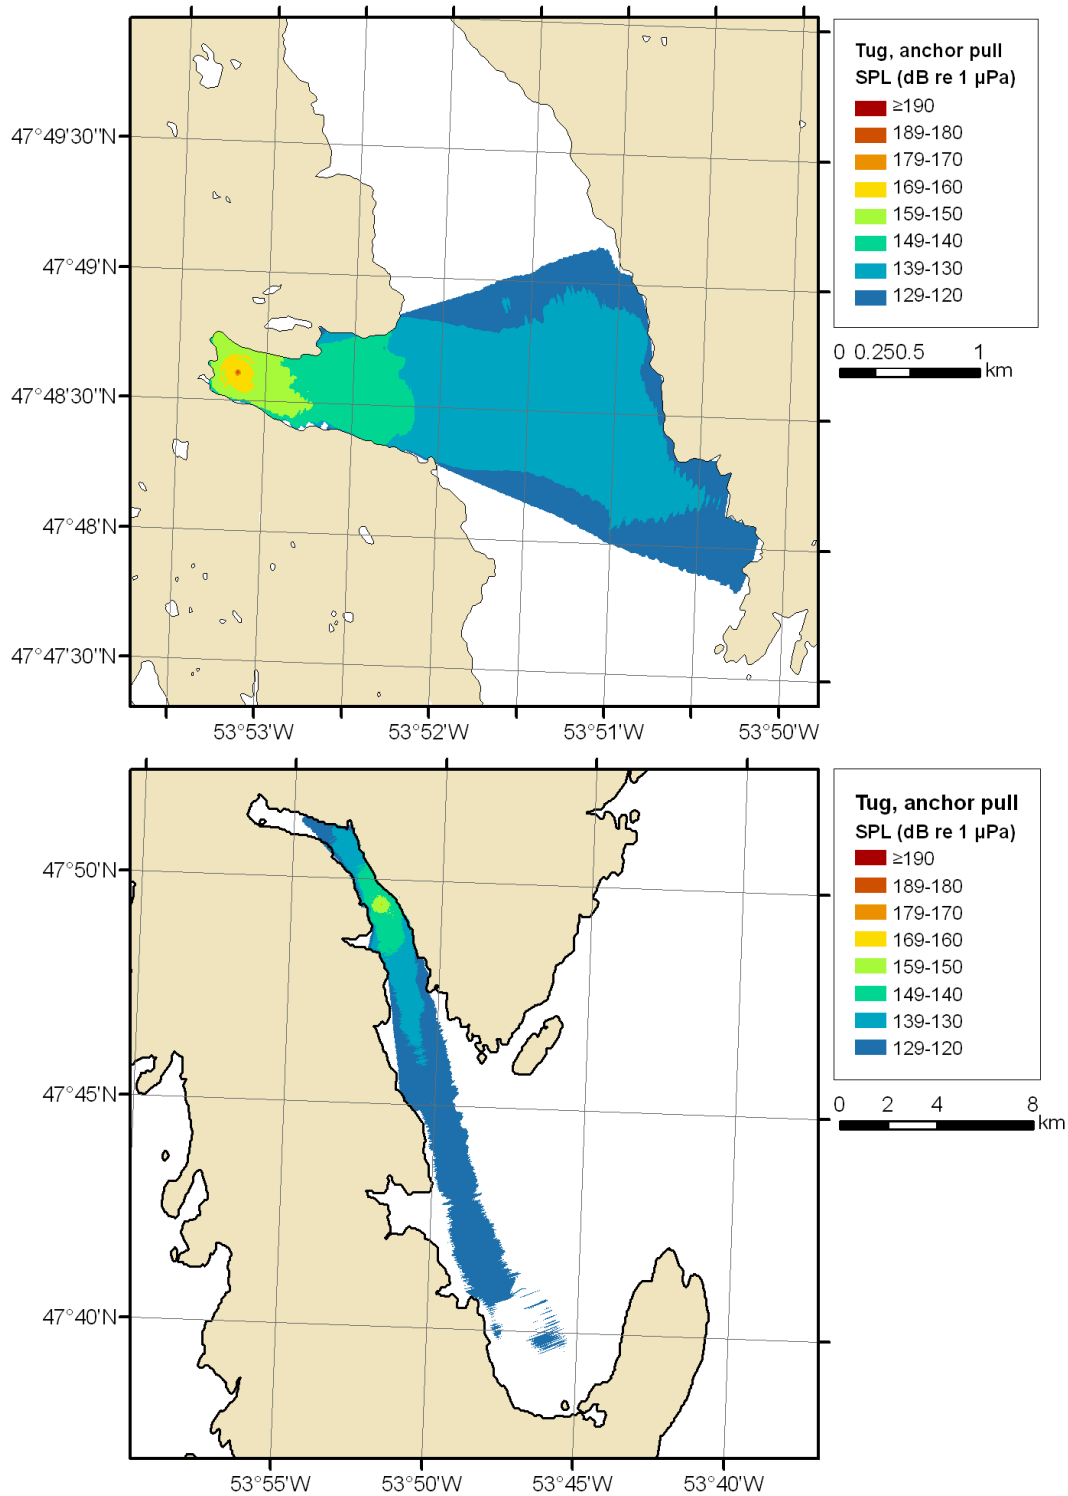 Tug, anchor pull
SPL (dB re 1 µPa)
≥190
189-180
179-170
169-160
159-150
149-140
139-130
129-120
0 0.25 0.5 1
km
47°49'30"N
47°49'N
47°48'30"N
47°48'N
47°47'30"N
53°53'W 53°52'W 53°51'W 53°50'W
Tug, anchor pull
SPL (dB re 1 µPa)
≥190
189-180
179-170
169-160
159-150
149-140
139-130
129-120
0 2 4 8
km
47°50'N
47°45'N
47°40'N
53°55'W 53°50'W 53°45'W 53°40'W